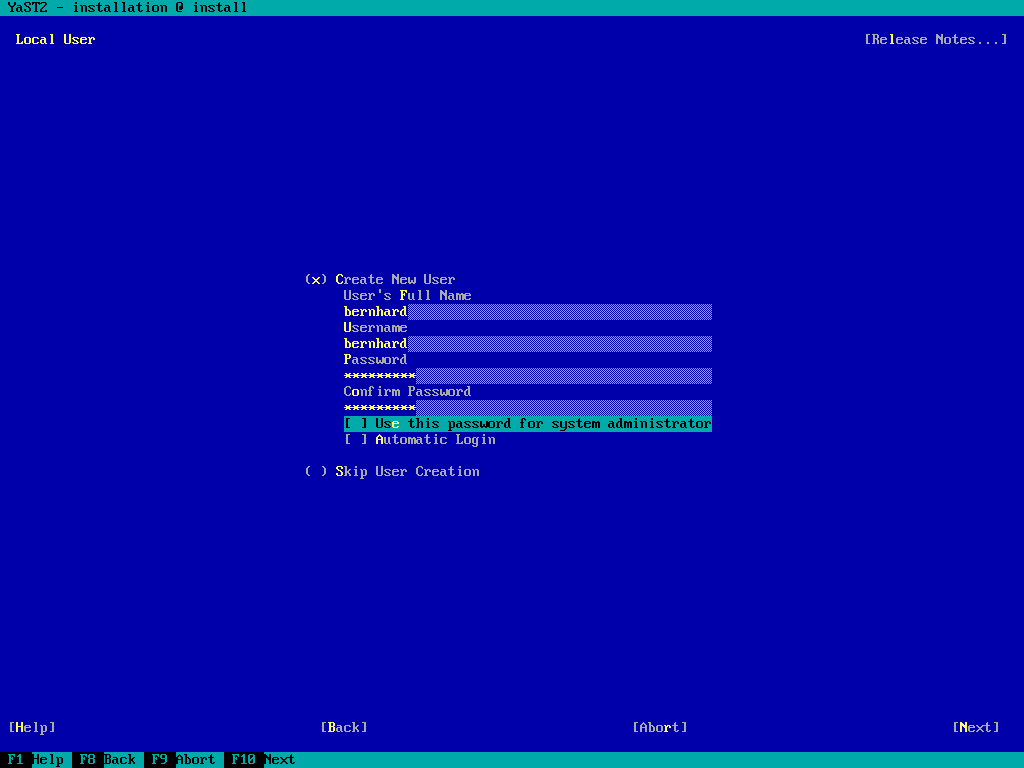 YaST2 - installation @ install
Local User [Release Notes...]
(x) Create New User
User's Full Name
bernhard
Username
bernhard
Password
*********
Confirm Password
*********
[ ] Use this password for system administrator
[ ] Automatic Login
( ) Skip User Creation
[Help] [Back] [Abort] [Next]
F1 Help F8 Back F9 Abort F10 Next